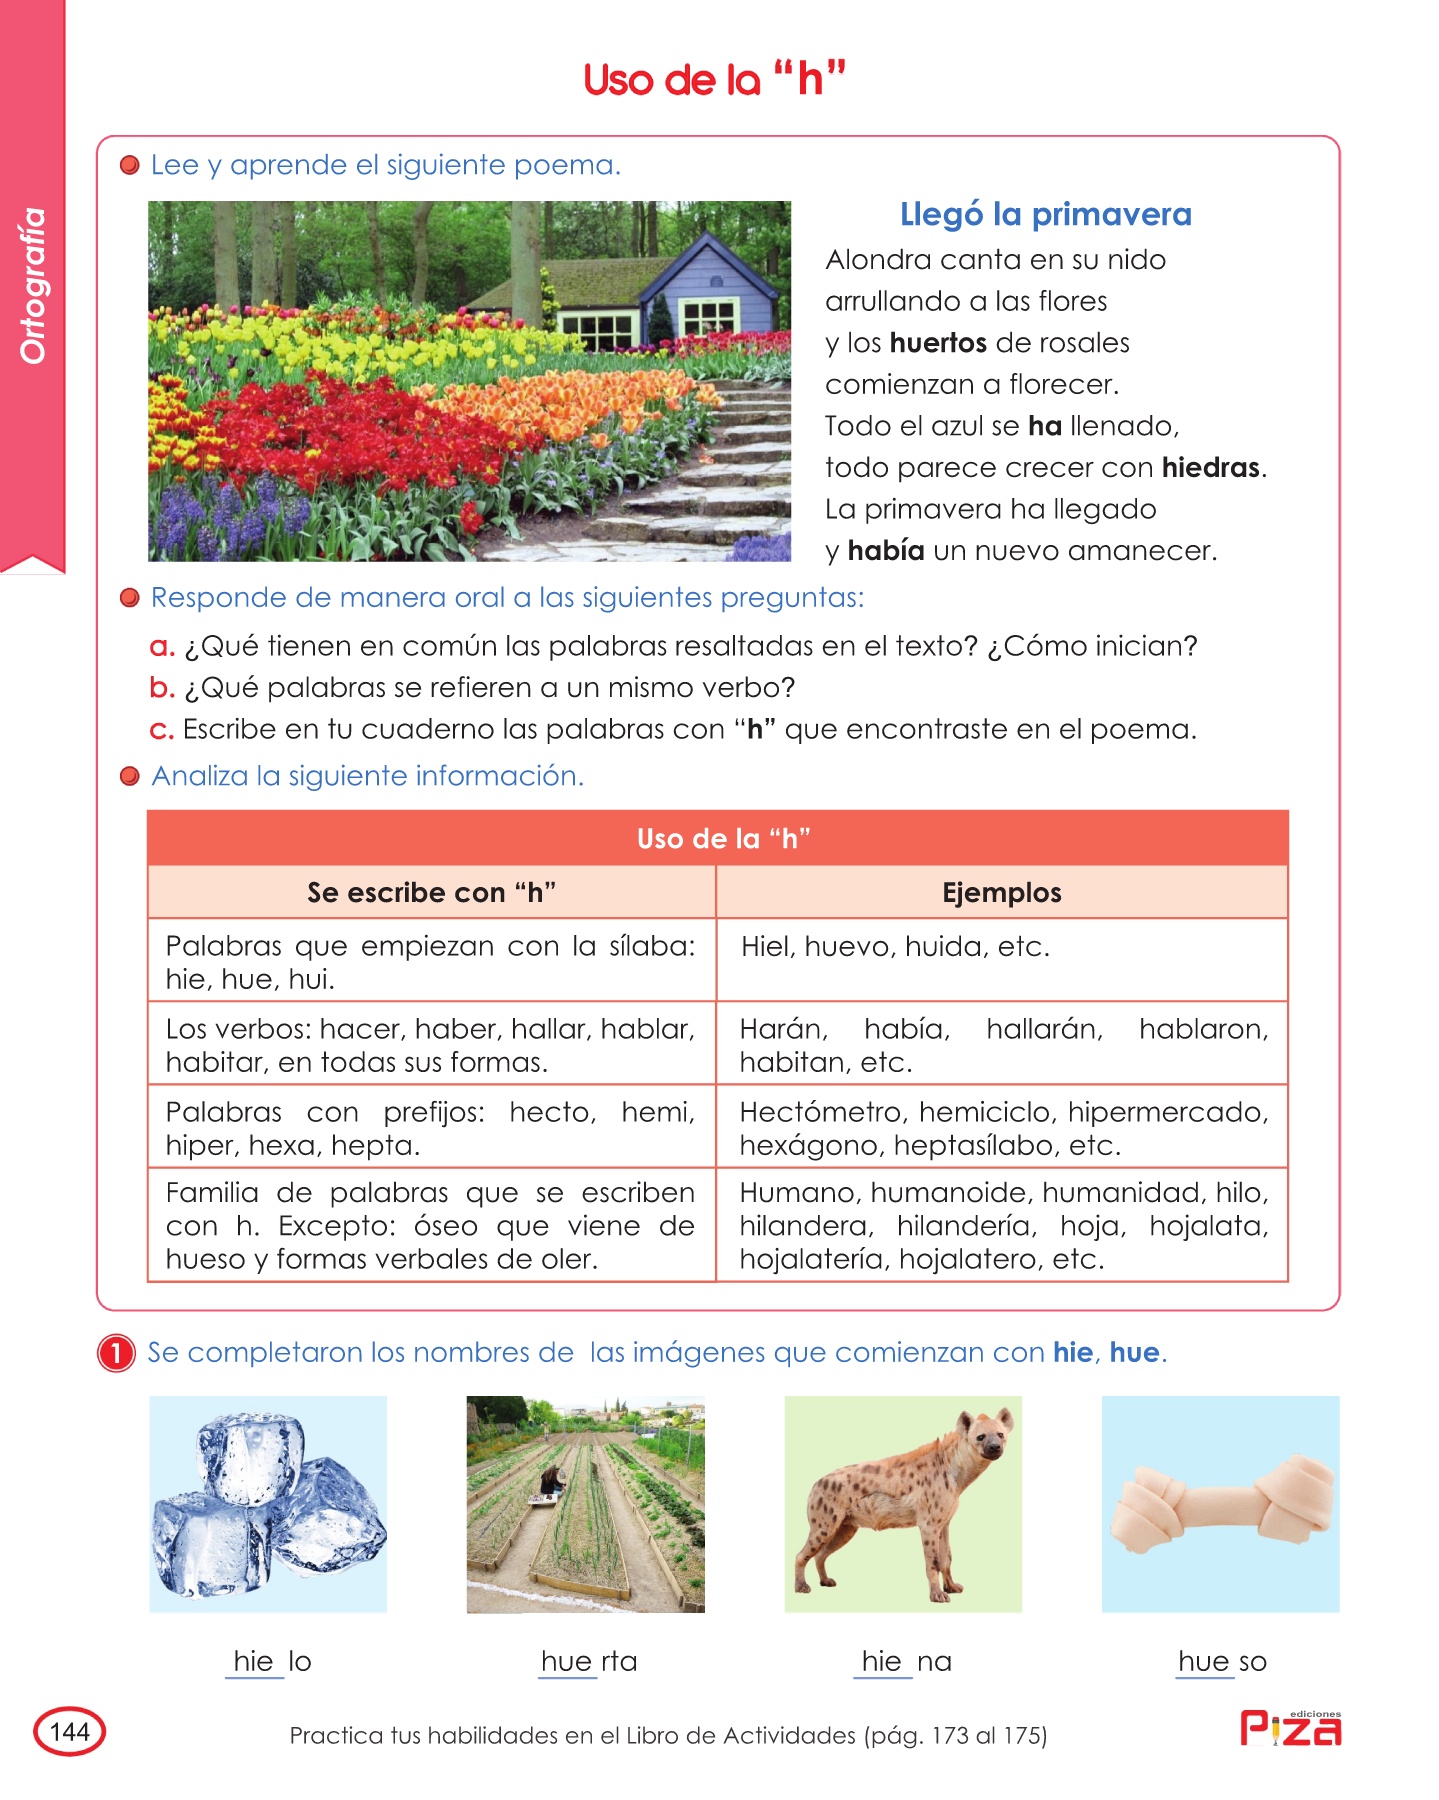 Ortografía
Uso de la “h”
Lee y aprende el siguiente poema.
Llegó la primavera
Alondra canta en su nido
arrullando a las flores
y los huertos de rosales
comienzan a florecer.
Todo el azul se ha llenado,
todo parece crecer con hiedras.
La primavera ha llegado
y había un nuevo amanecer.
Responde de manera oral a las siguientes preguntas:
a. ¿Qué tienen en común las palabras resaltadas en el texto? ¿Cómo inician?
b. ¿Qué palabras se refieren a un mismo verbo?
c. Escribe en tu cuaderno las palabras con “h” que encontraste en el poema.
Analiza la siguiente información.
Uso de la “h”
Se escribe con “h”
Ejemplos
Palabras que empiezan con la sílaba:
hie, hue, hui.
Hiel, huevo, huida, etc.
Los verbos: hacer, haber, hallar, hablar,
habitar, en todas sus formas.
Harán, había, hallarán, hablaron,
habitan, etc.
Palabras con prefijos: hecto, hemi,
hiper, hexa, hepta.
Hectómetro, hemiciclo, hipermercado,
hexágono, heptasílabo, etc.
Familia de palabras que se escriben
con h. Excepto: óseo que viene de
hueso y formas verbales de oler.
Humano, humanoide, humanidad, hilo,
hilandera, hilandería, hoja, hojalata,
hojalatería, hojalatero, etc.
1 Se completaron los nombres de las imágenes que comienzan con hie, hue.
hie lo
hue rta
hie na
hue so
144
Practica tus habilidades en el Libro de Actividades (pág. 173 al 175)
ediciones
Piza